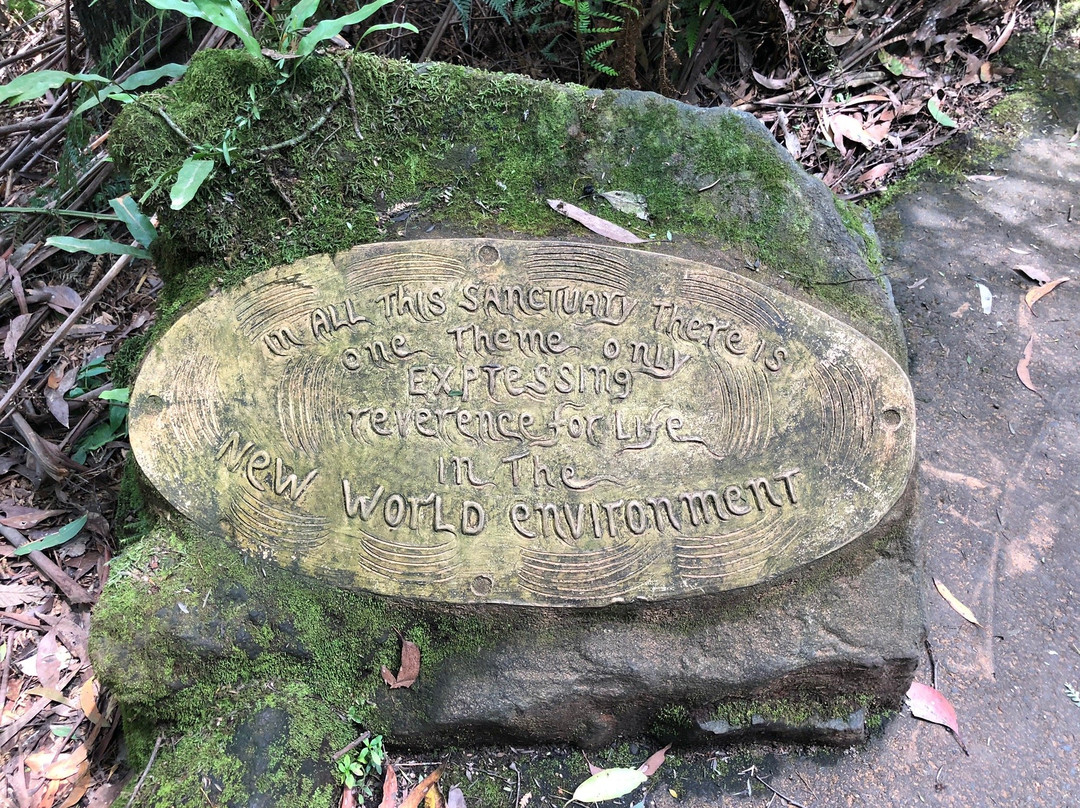 in ALL THis SANCTUARY THere is
one Theme only
EXPressing
reverence for Life
in The
New World environment